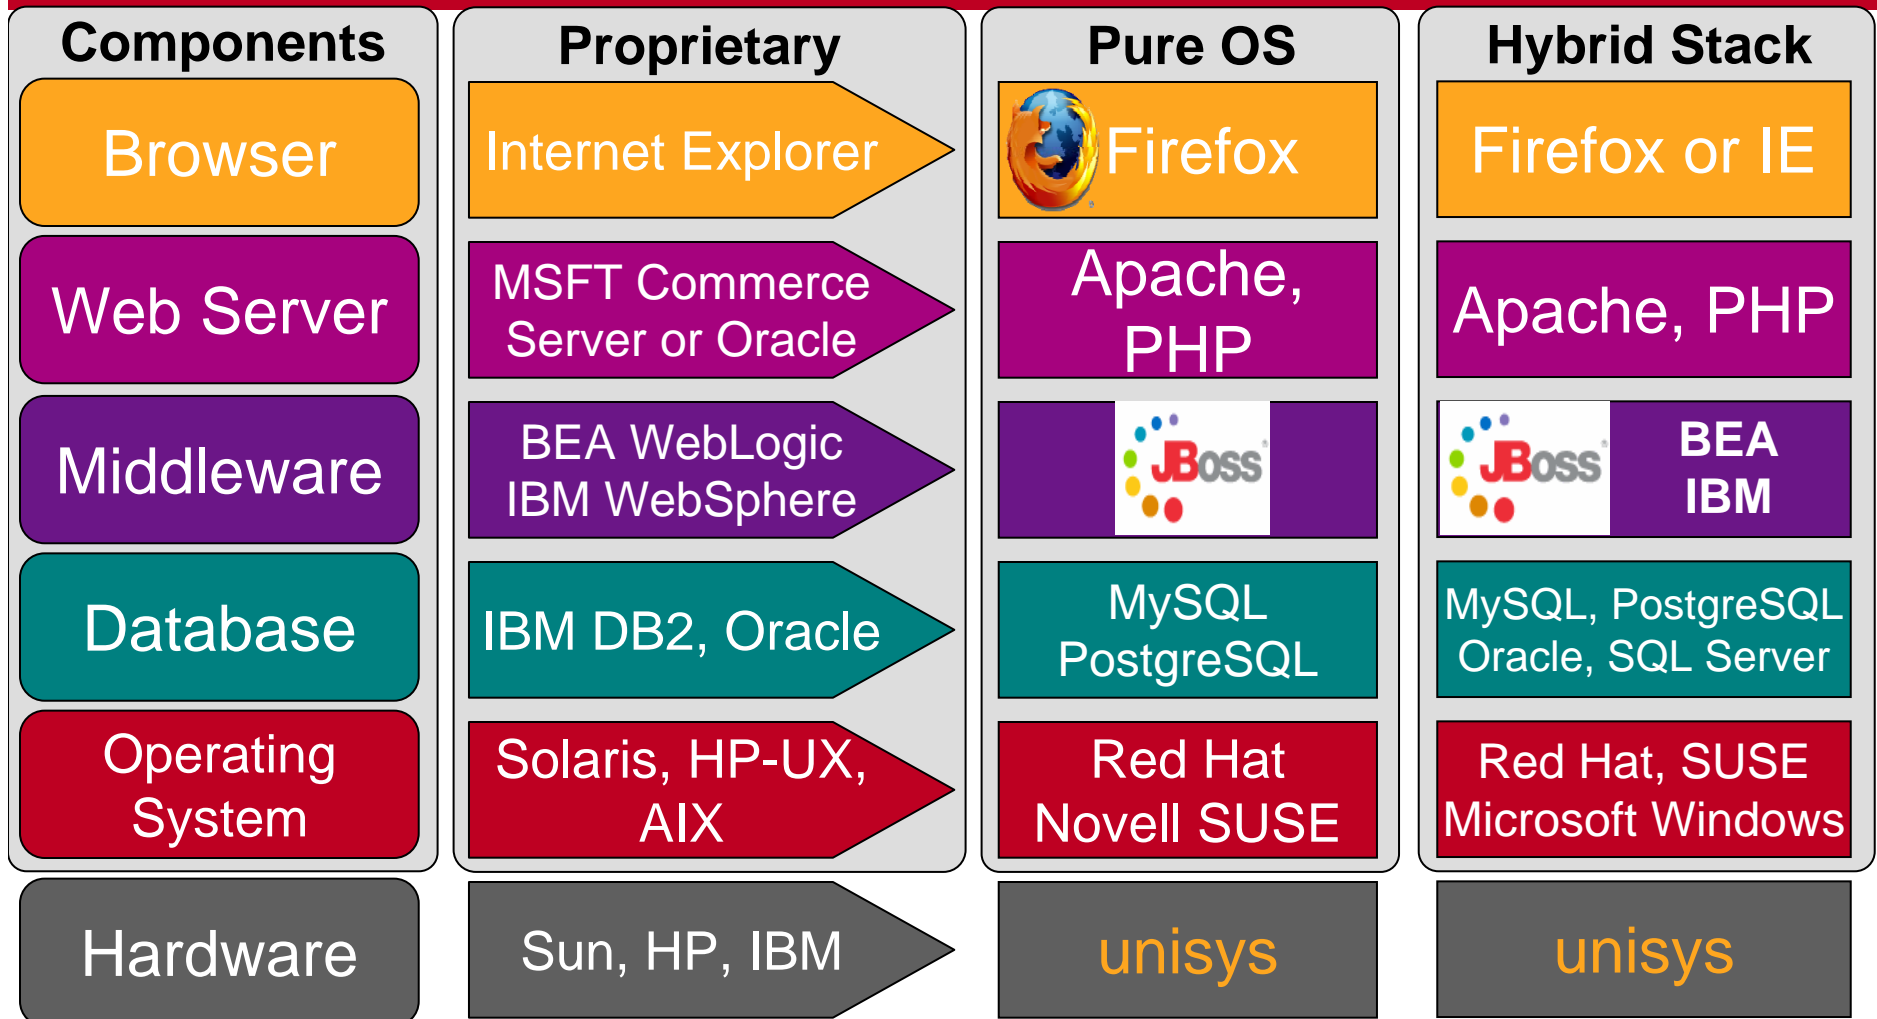 Components
Proprietary
Pure OS
Hybrid Stack
Browser
Internet Explorer
Firefox
Firefox or IE
Web Server
MSFT Commerce
Server or Oracle
Apache,
PHP
Apache, PHP
Middleware
BEA WebLogic
IBM WebSphere
JBoss
JBoss
BEA
IBM
Database
IBM DB2, Oracle
MySQL
PostgreSQL
MySQL, PostgreSQL
Oracle, SQL Server
Operating
System
Solaris, HP-UX,
AIX
Red Hat
Novell SUSE
Red Hat, SUSE
Microsoft Windows
Hardware
Sun, HP, IBM
unisys
unisys